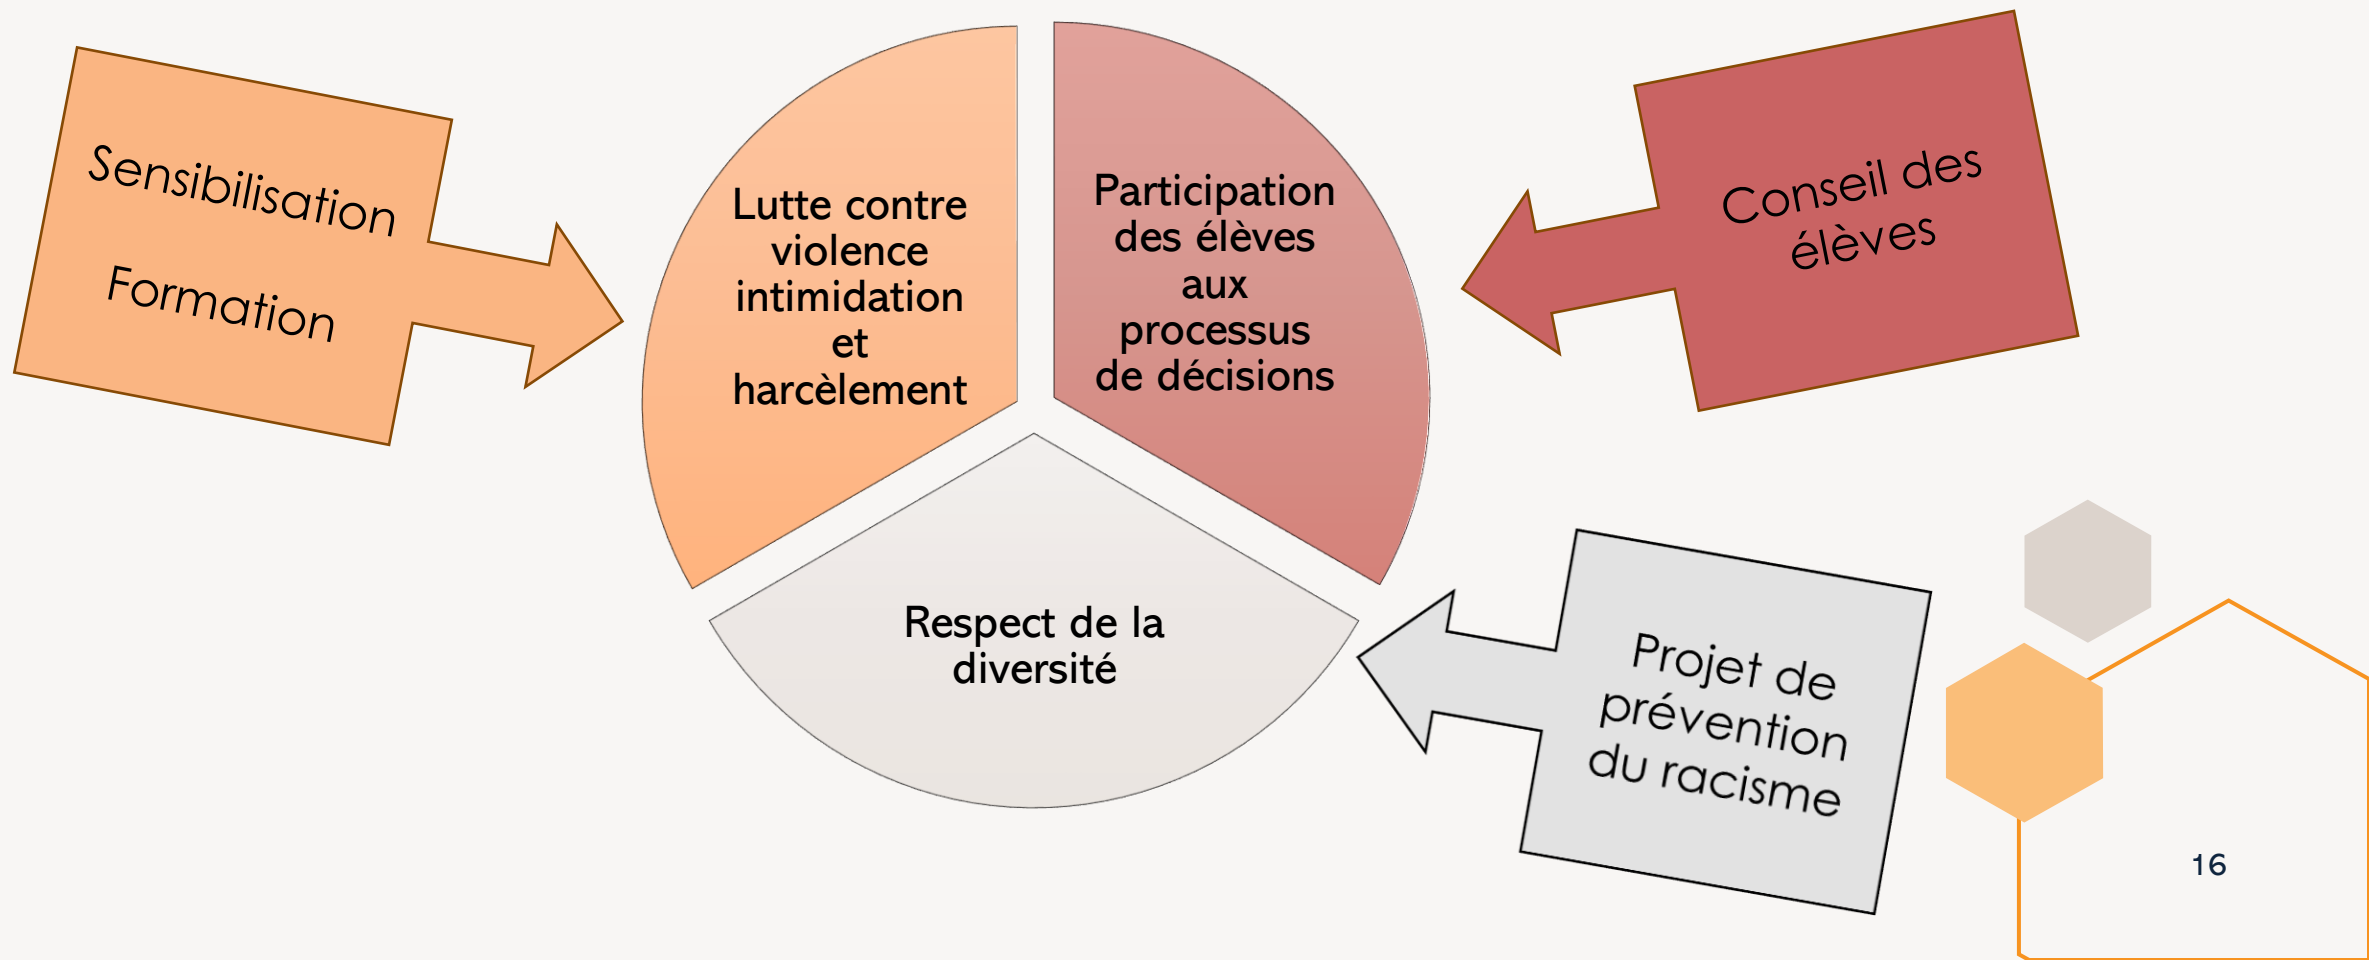 Sensibilisation
Formation
Lutte contre
violence
intimidation
et
harcèlement
Participation
des élèves
aux
processus
de décisions
Conseil des
élèves
Respect de la
diversité
Projet de
prévention
du racisme
16